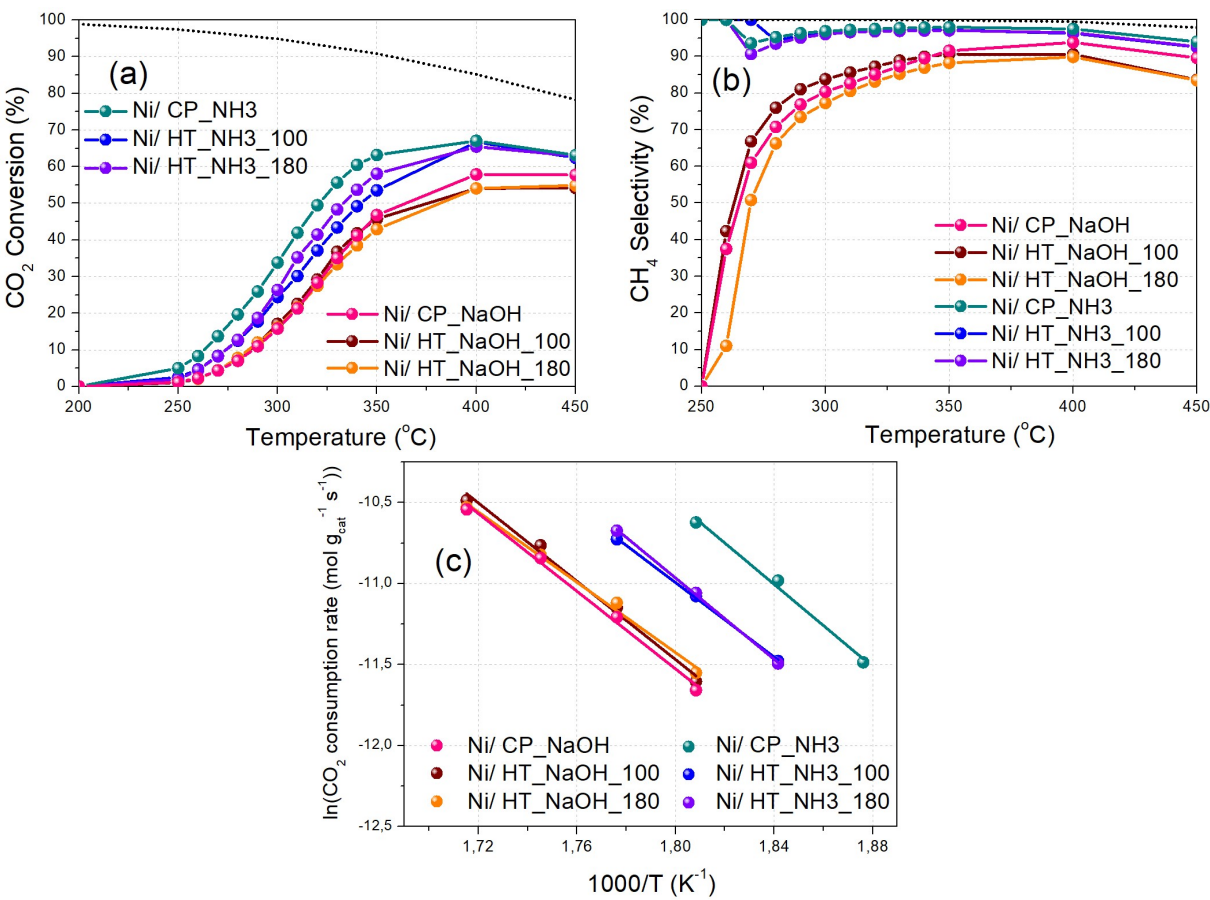 (a)
CO2 Conversion (%)
100
90
80
70
60
50
40
30
20
10
0
Ni/ CP_NH3
Ni/ HT_NH3_100
Ni/ HT_NH3_180
Ni/ CP_NaOH
Ni/ HT_NaOH_100
Ni/ HT_NaOH_180
200 250 300 350 400 450
Temperature (°C)
(b)
CH4 Selectivity (%)
100
90
80
70
60
50
40
30
20
10
0
Ni/ CP_NaOH
Ni/ HT_NaOH_100
Ni/ HT_NaOH_180
Ni/ CP_NH3
Ni/ HT_NH3_100
Ni/ HT_NH3_180
250 300 350 400 450
Temperature (°C)
(c)
ln(CO2 consumption rate (mol gcat-1 s-1))
-10,5
-11,0
-11,5
-12,0
-12,5
Ni/ CP_NaOH
Ni/ HT_NaOH_100
Ni/ HT_NaOH_180
Ni/ CP_NH3
Ni/ HT_NH3_100
Ni/ HT_NH3_180
1,72 1,76 1,80 1,84 1,88
1000/T (K-1)